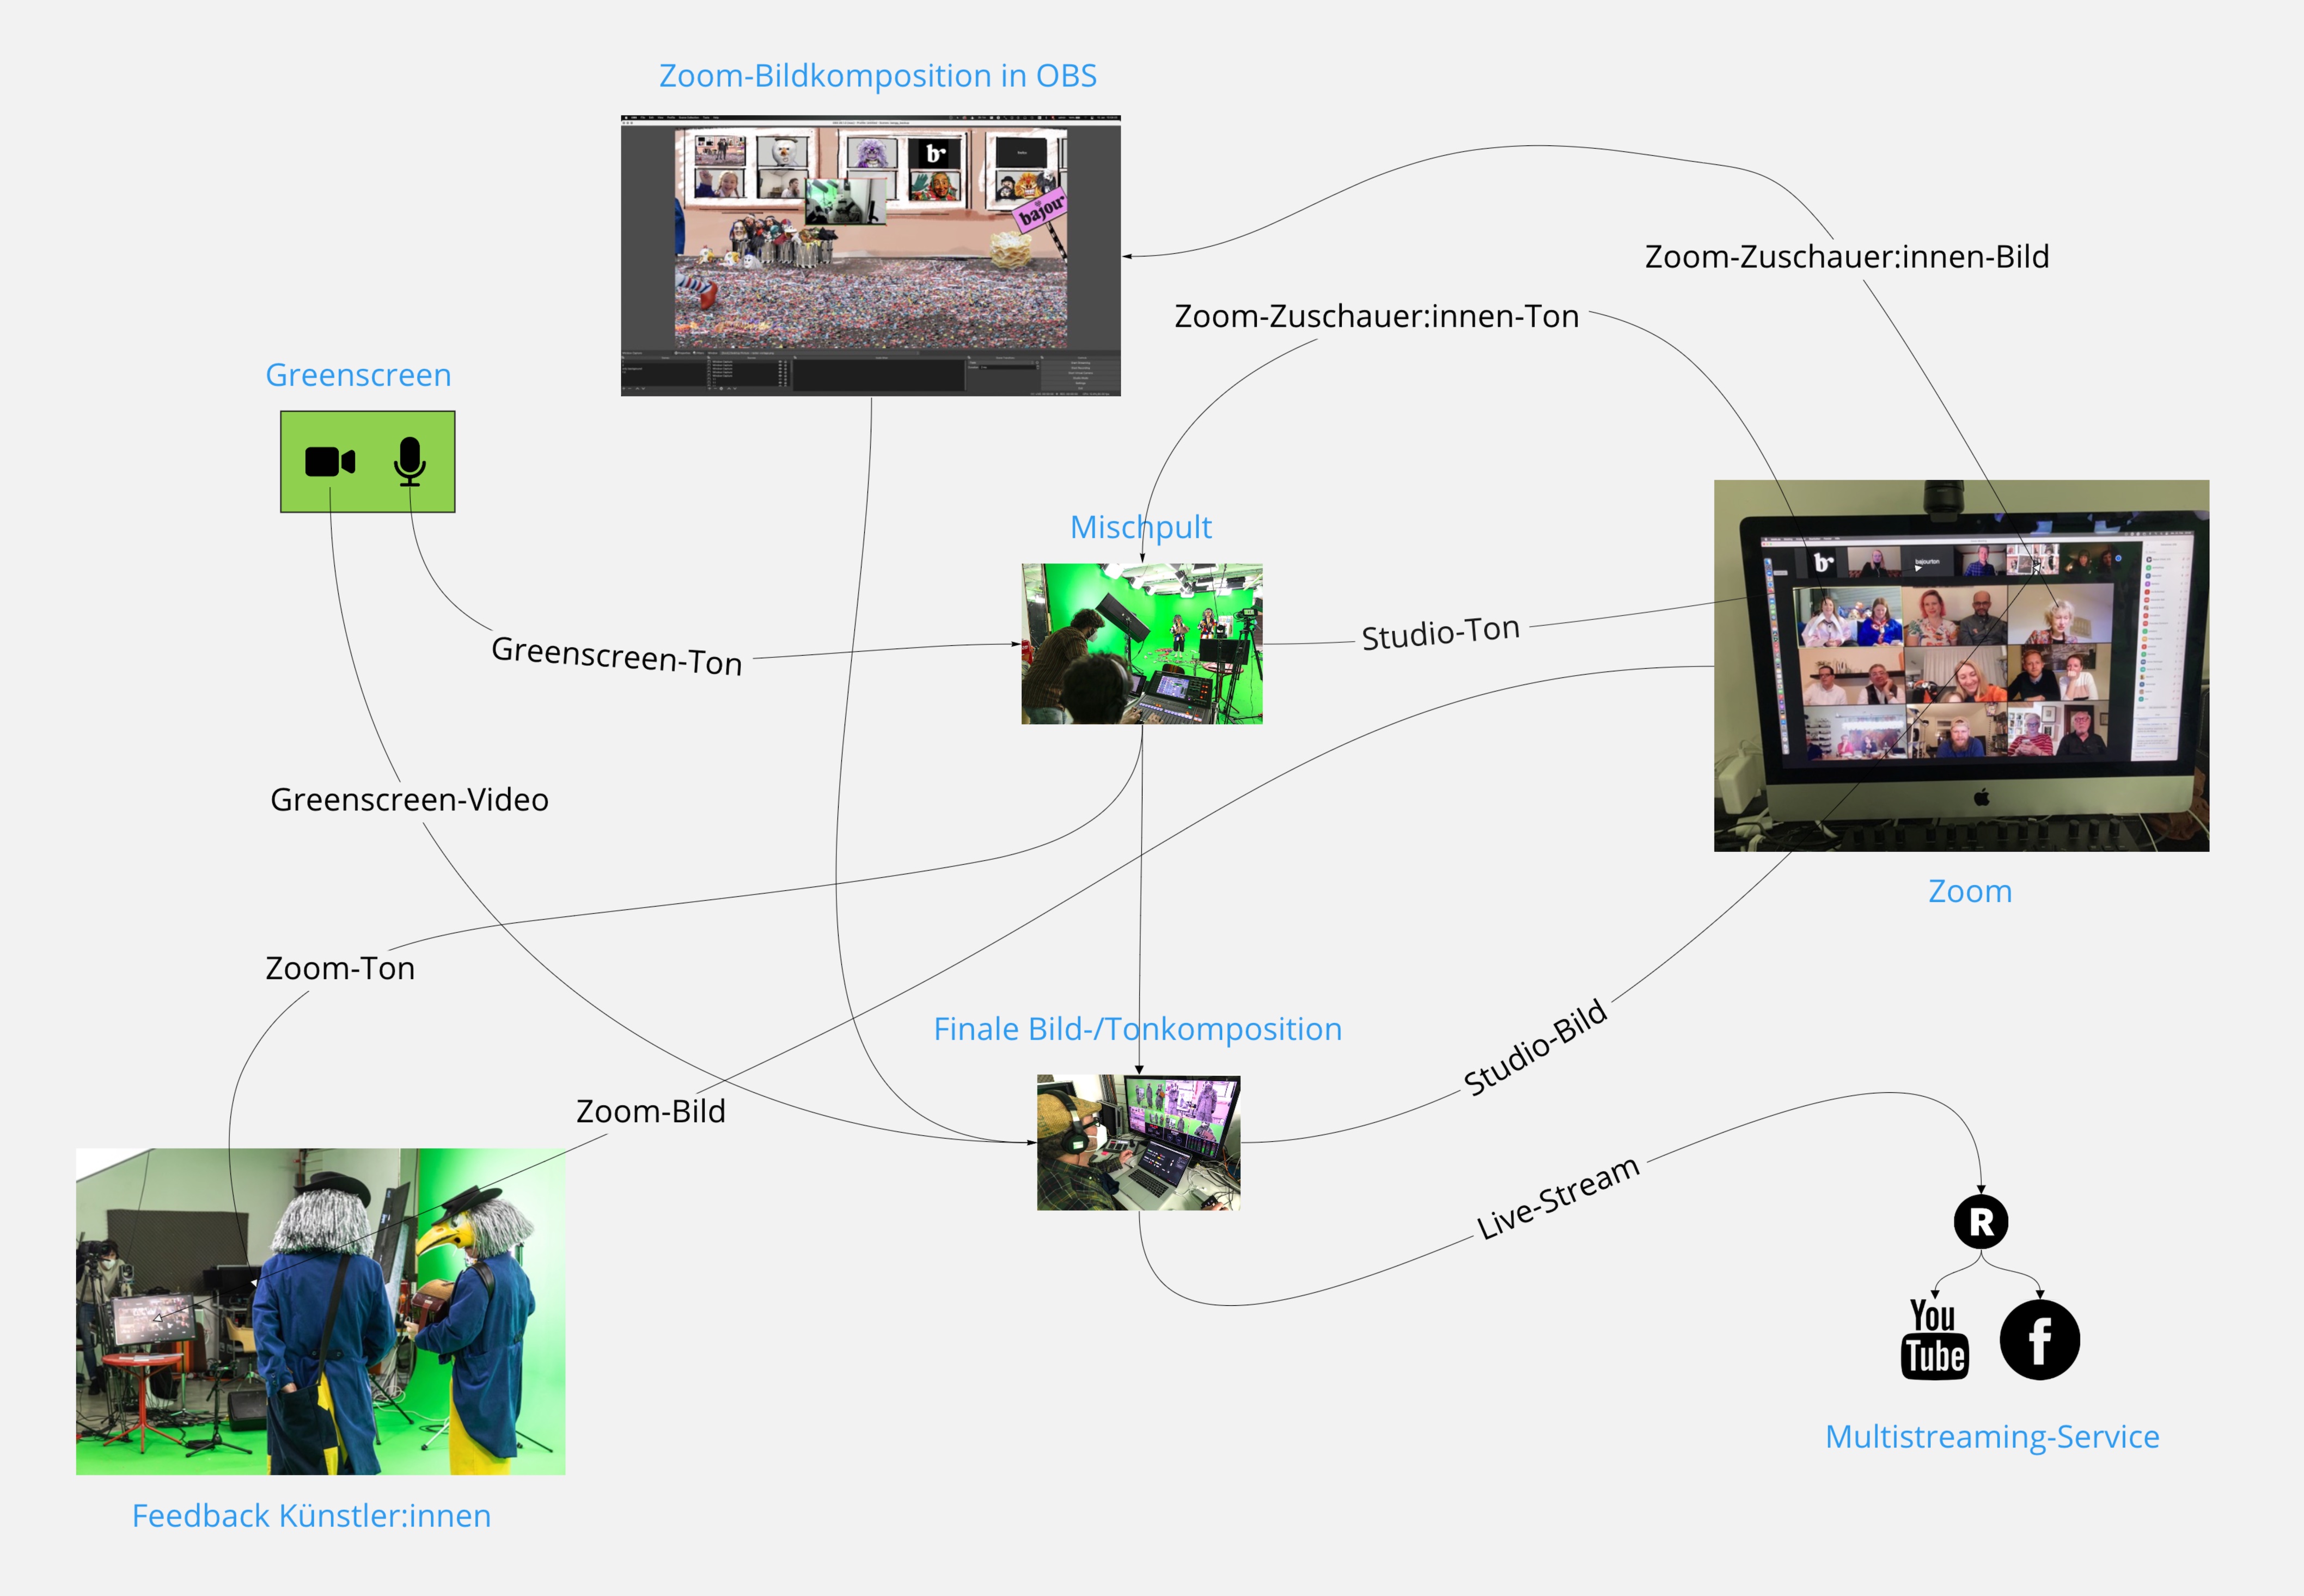 Zoom-Bildkomposition in OBS
b
bajour
Zoom-Zuschauer:innen-Bild
Zoom-Zuschauer:innen-Ton
Greenscreen
Mischpult
Studio-Ton
b
bajourton
Greenscreen-Ton
Greenscreen-Video
Zoom
Zoom-Ton
Finale Bild-/Tonkomposition
Studio-Bild
Zoom-Bild
Live-Stream
R
You
Tube
f
Multistreaming-Service
Feedback Künstler:innen